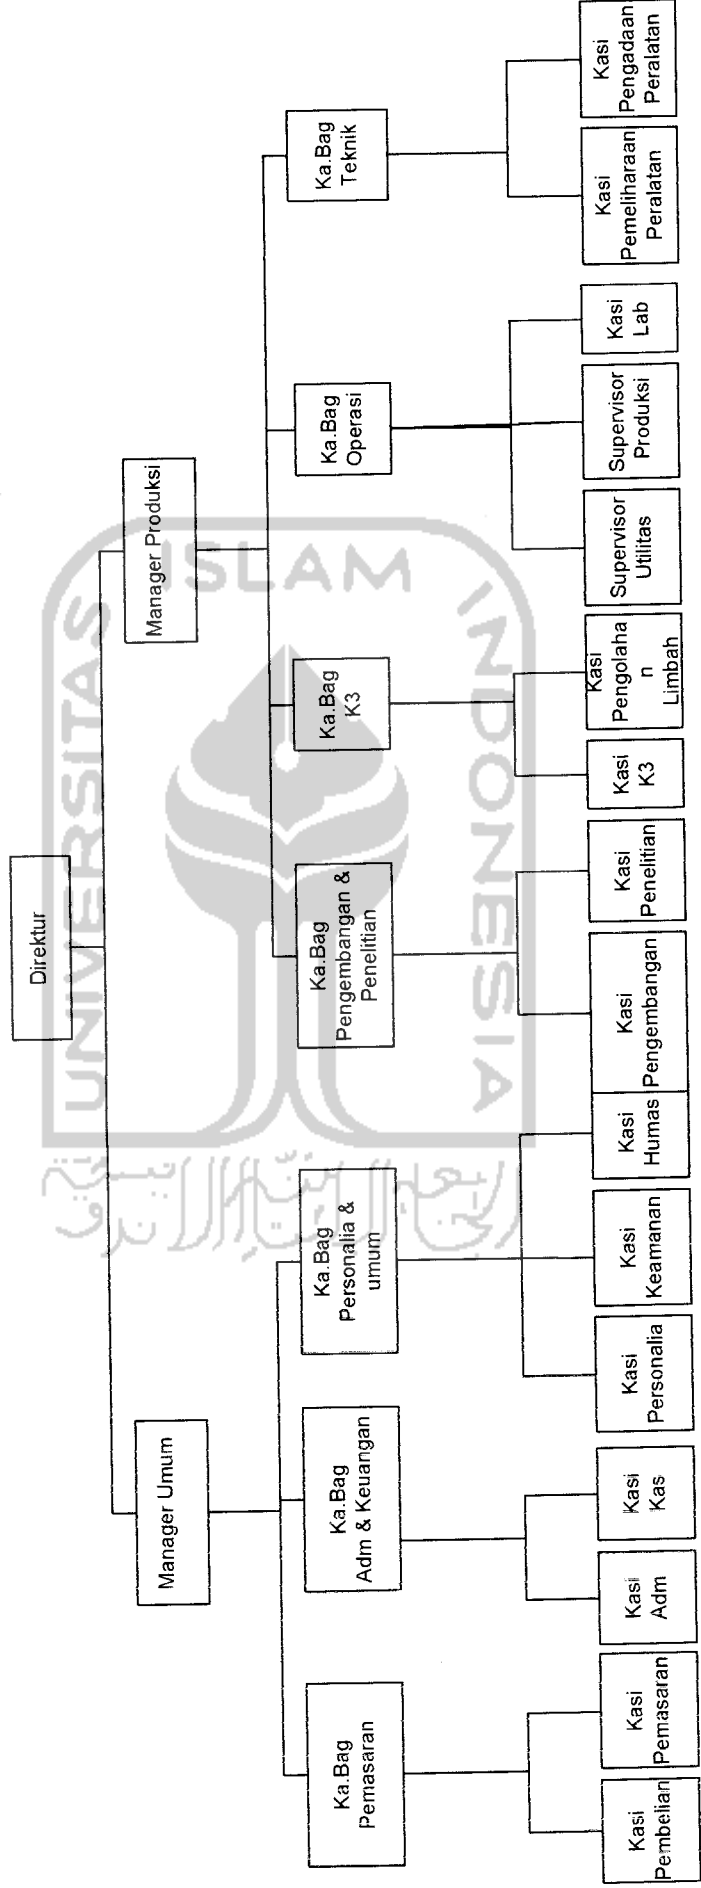 Direktur
Manager Umum
Manager Produksi
Ka.Bag
Pemasaran
Ka.Bag
Adm & Keuangan
Ka.Bag
Personalia &
umum
Ka.Bag
Pengembangan &
Penelitian
Ka.Bag
K3
Ka.Bag
Operasi
Ka.Bag
Teknik
Kasi
Pembelian
Kasi
Pemasaran
Kasi
Adm
Kasi
Kas
Kasi
Personalia
Kasi
Keamanan
Kasi
Humas
Kasi
Pengembangan
Kasi
Penelitian
Kasi
K3
Kasi
Pengolaha
n
Limbah
Supervisor
Utilitas
Supervisor
Produksi
Kasi
Lab
Kasi
Pemeliharaan
Peralatan
Kasi
Pengadaan
Peralatan
UNIVERSITAS
ISLAM
INDONESIA